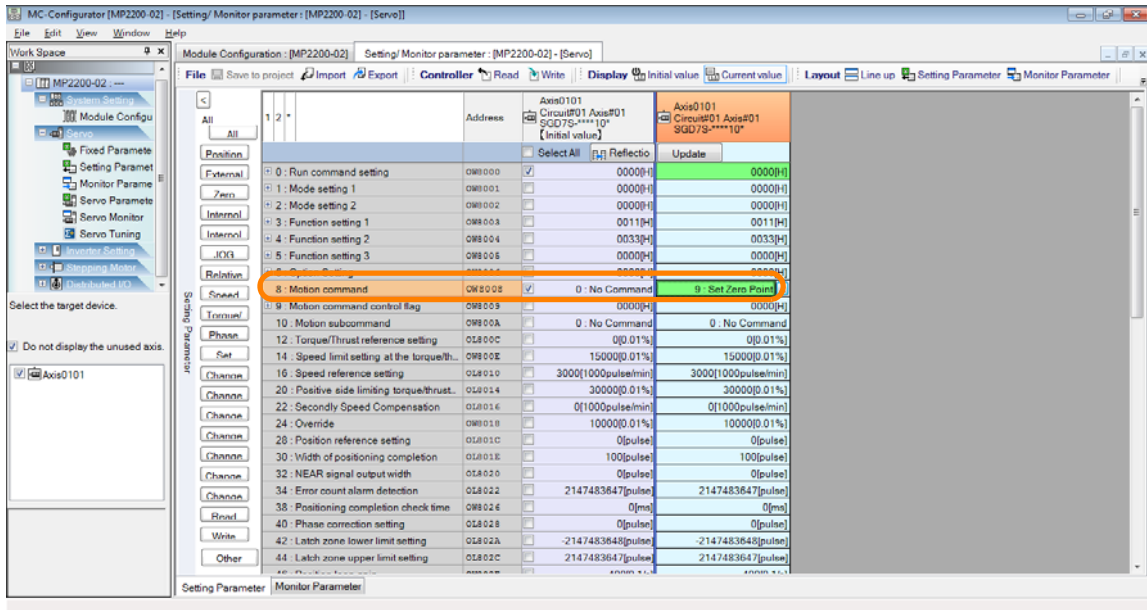 MC-Configurator [MP2200-02] - [Setting/ Monitor parameter : [MP2200-02] - [Servo]]
File Edit View Window Help
Work Space
Module Configuration : [MP2200-02] Setting/ Monitor parameter : [MP2200-02] - [Servo]
File Save to project Import Export Controller Read Write Display Initial value Current value Layout Line up Setting Parameter Monitor Parameter
MP2200-02 : ---
System Setting
Module Configu
Servo
Fixed Paramete
Setting Paramet
Monitor Parame
Servo Paramete
Servo Monitor
Servo Tuning
Inverter Setting
Stepping Motor
Distributed I/O
Select the target device.
Do not display the unused axis.
Axis0101
<
All
All
Position
External
Zero
Internol
Internol
JOG
Relative
Speed
Torque/
Phase
Set
Change
Change
Change
Change
Change
Change
Change
Read
Write
Other
Setting Parameter
1 2 * Address
Axis0101
Circuit#01 Axis#01
SGD7S-****10*
【Initial value】
Axis0101
Circuit#01 Axis#01
SGD7S-****10*
Select All Reflectio Update
0 : Run command setting OW8000 0000[H] 0000[H]
1 : Mode setting 1 OW8001 0000[H] 0000[H]
2 : Mode setting 2 OW8002 0000[H] 0000[H]
3 : Function setting 1 OW8003 0011[H] 0011[H]
4 : Function setting 2 OW8004 0033[H] 0033[H]
5 : Function setting 3 OW8005 0000[H] 0000[H]
8 : Motion command OW8008 0 : No Command 9 : Set Zero Point
9 : Motion command control flag OW8009 0000[H] 0000[H]
10 : Motion subcommand OW800A 0 : No Command 0 : No Command
12 : Torque/Thrust reference setting OL800C 0[0.01%] 0[0.01%]
14 : Speed limit setting at the torque/th... OW800E 15000[0.01%] 15000[0.01%]
16 : Speed reference setting OL8010 3000[1000pulse/min] 3000[1000pulse/min]
20 : Positive side limiting torque/thrust... OL8014 30000[0.01%] 30000[0.01%]
22 : Secondly Speed Compensation OL8016 0[1000pulse/min] 0[1000pulse/min]
24 : Override OW8018 10000[0.01%] 10000[0.01%]
28 : Position reference setting OL801C 0[pulse] 0[pulse]
30 : Width of positioning completion OL801E 100[pulse] 100[pulse]
32 : NEAR signal output width OL8020 0[pulse] 0[pulse]
34 : Error count alarm detection OL8022 2147483647[pulse] 2147483647[pulse]
38 : Positioning completion check time OW8026 0[ms] 0[ms]
40 : Phase correction setting OL8028 0[pulse] 0[pulse]
42 : Latch zone lower limit setting OL802A -2147483648[pulse] -2147483648[pulse]
44 : Latch zone upper limit setting OL802C 2147483647[pulse] 2147483647[pulse]
Setting Parameter Monitor Parameter